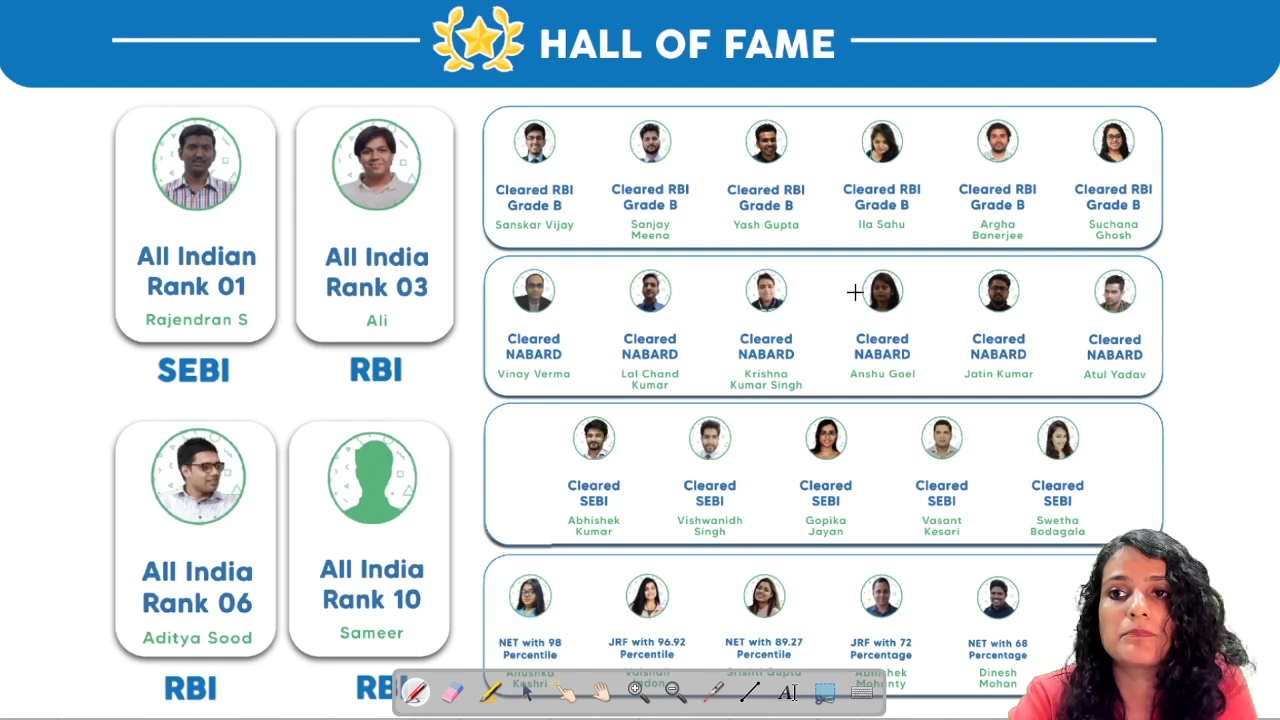 HALL OF FAME
All Indian
Rank 01
Rajendran S
SEBI
All India
Rank 03
Ali
RBI
All India
Rank 06
Aditya Sood
RBI
All India
Rank 10
Sameer
RB
Cleared RBI
Grade B
Sanskar Vijay
Cleared RBI
Grade B
Sanjay
Meena
Cleared RBI
Grade B
Yash Gupta
Cleared RBI
Grade B
Ila Sahu
Cleared RBI
Grade B
Argha
Banerjee
Cleared RBI
Grade B
Suchana
Ghosh
Cleared
NABARD
Vinay Verma
Cleared
NABARD
Lal Chand
Kumar
Cleared
NABARD
Krishna
Kumar Singh
Cleared
NABARD
Anshu Goel
Cleared
NABARD
Jatin Kumar
Cleared
NABARD
Atul Yadav
Cleared
SEBI
Abhishek
Kumar
Cleared
SEBI
Vishwanidh
Singh
Cleared
SEBI
Gopika
Jayan
Cleared
SEBI
Vasant
Kesari
Cleared
SEBI
Swetha
Bodagala
NET with 98
Percentile
JRF with 96.92
Percentile
NET with 89.27
Percentile
Srishti Gupta
JRF with 72
Percentage
NET with 68
Percentage
Dinesh
Mohan